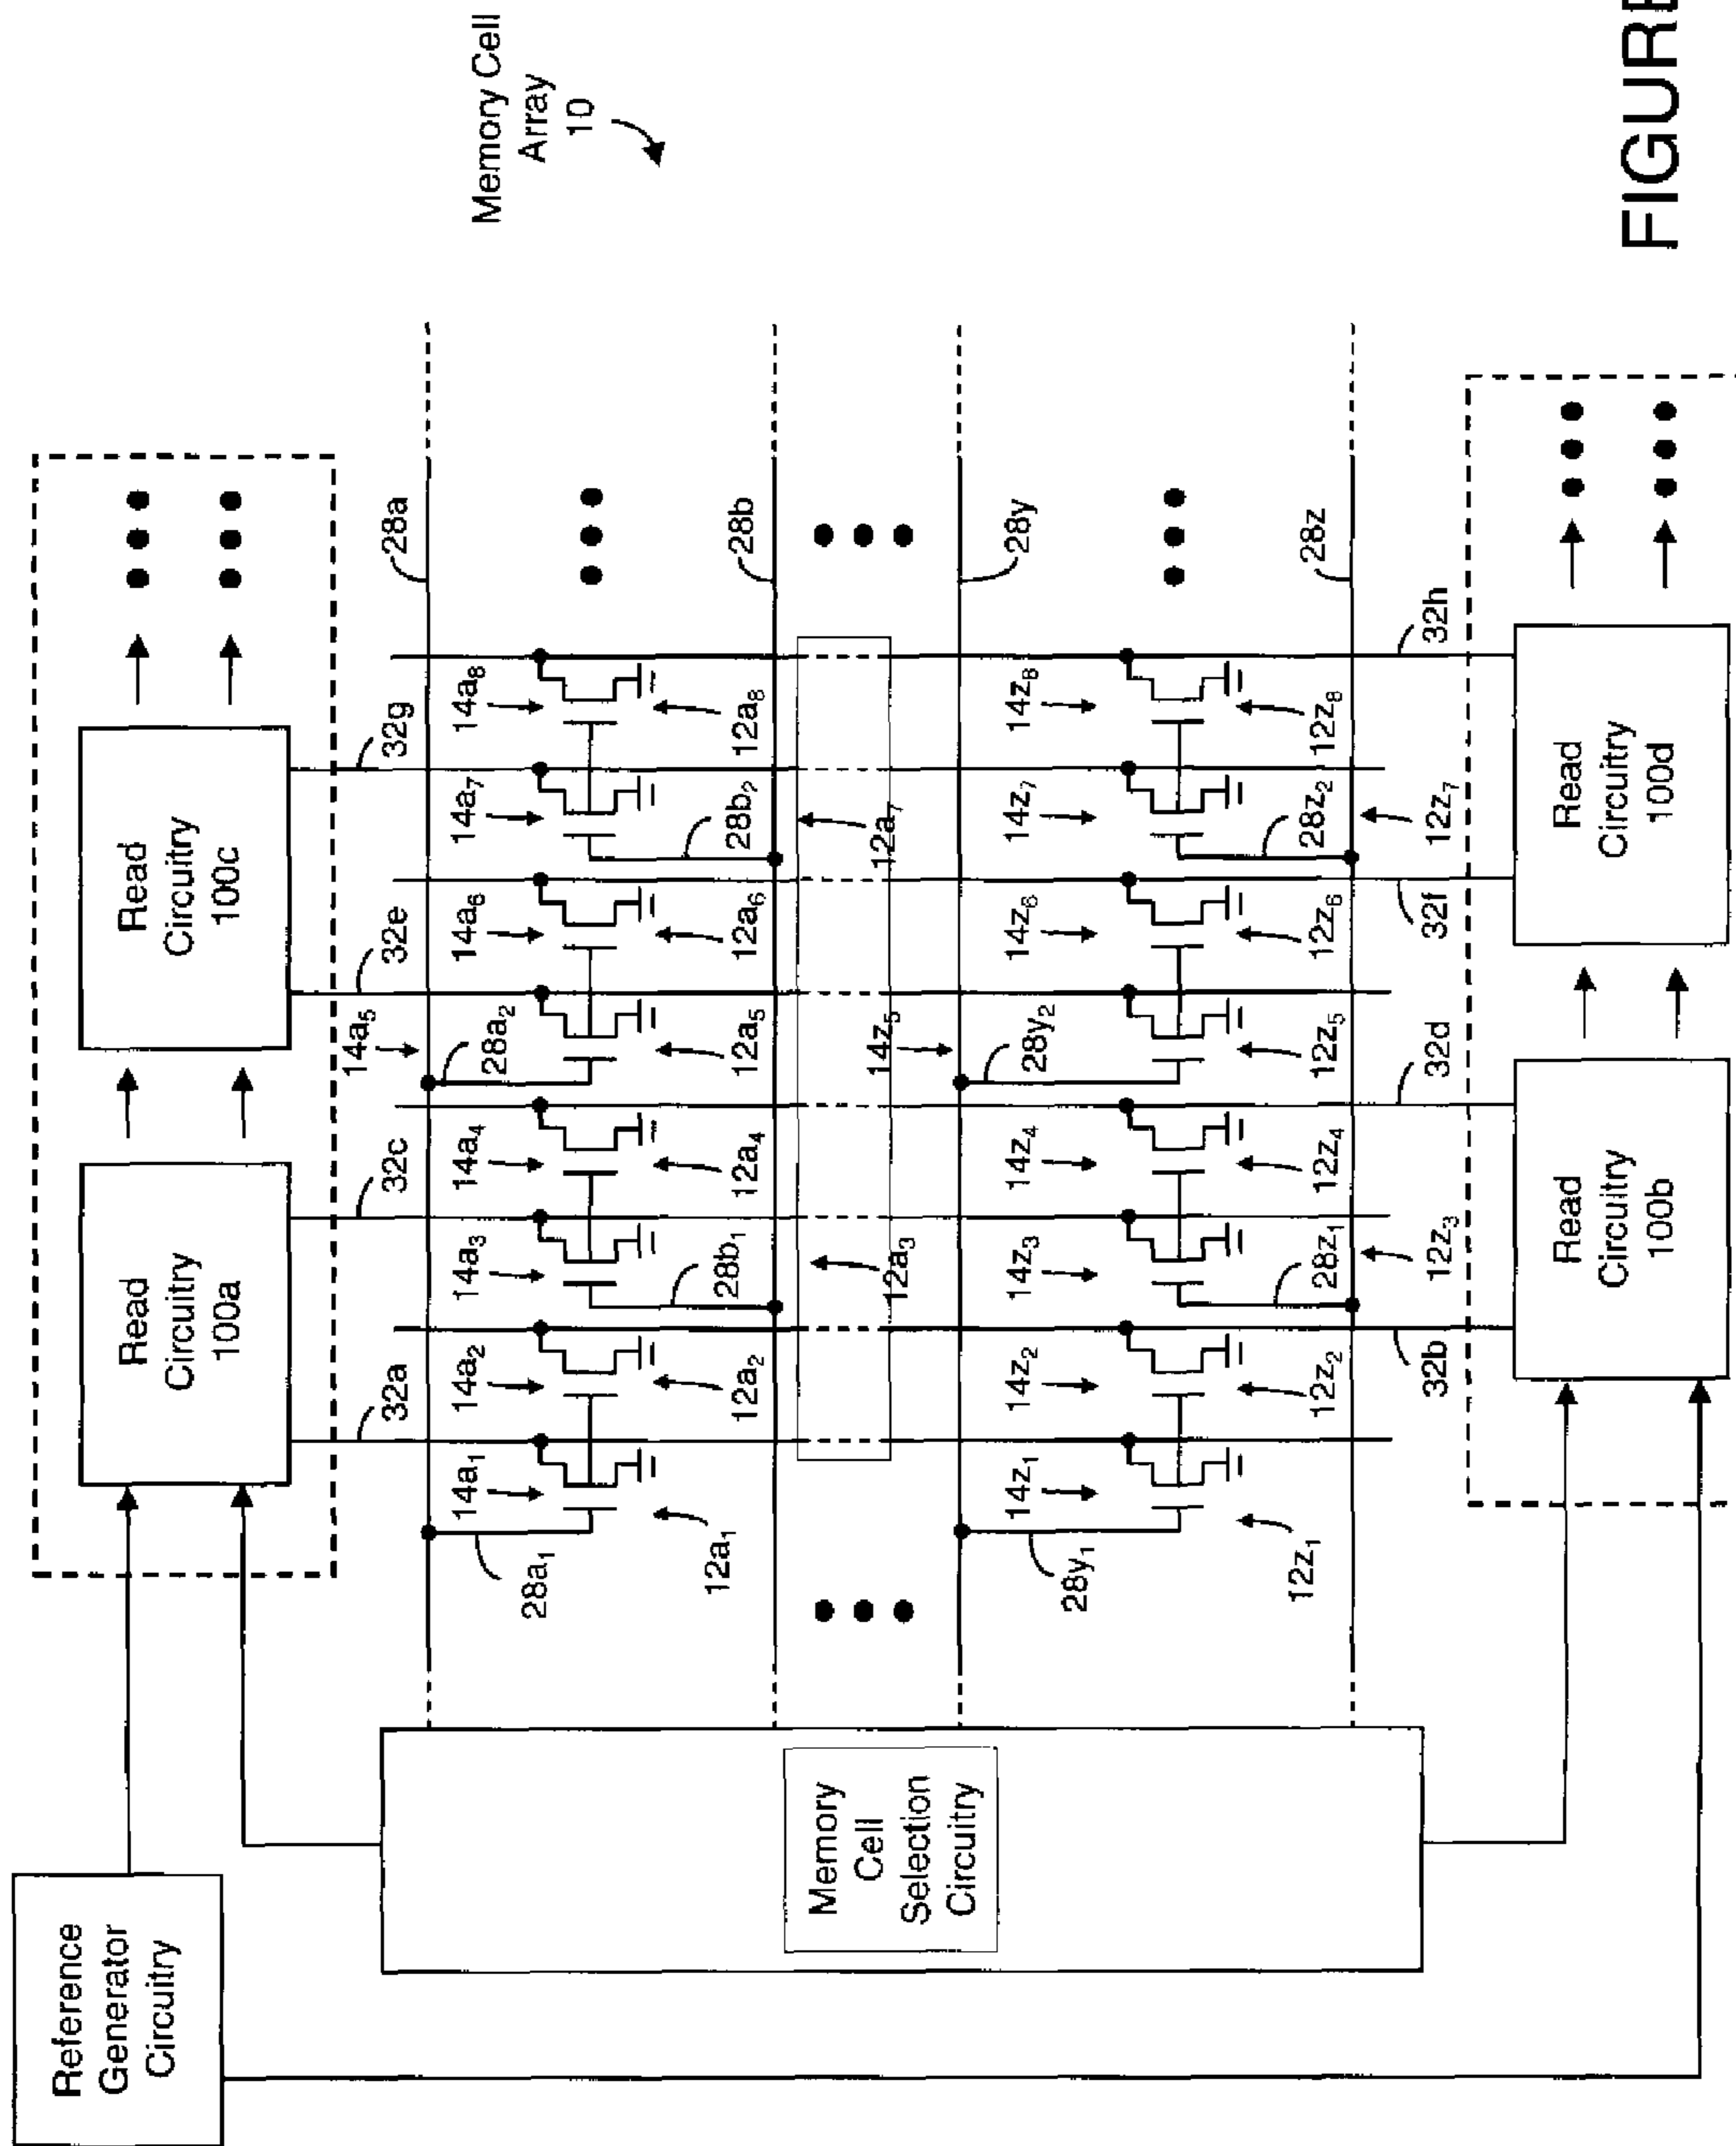 Reference
Generator
Circuitry
Memory
Cell
Selection
Circuitry
Read
Circuitry
100a
Read
Circuitry
100c
32a
32c
32e
32g
28a
14a₅
28a₁
14a₁
14a₂
14a₃
14a₄
28a₂
14a₆
14a₇
14a₈
12a₁
12a₂
28b₁
12a₄
12a₅
12a₆
28b₂
12a₈
28b
12a₃
12a₇
28y
14z₅
28y₁
14z₁
14z₂
14z₃
14z₄
28y₂
14z₆
14z₇
14z₈
12z₁
12z₂
28z₁
12z₄
12z₅
12z₆
28z₂
12z₈
28z
12z₃
12z₇
32b
32d
32f
32h
Read
Circuitry
100b
Read
Circuitry
100d
Memory Cell
Array
10
FIGURE